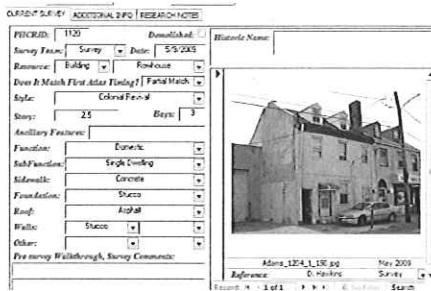 CURRENT SURVEY ADDITIONAL INFO RESEARCH NOTES
PHCRID: 1120 Demolished:
Historic Name:
Survey Team: Survey Date: 5/9/2009
Resource: Building Rowhouse
Does It Match First Atlas Timing? Partial Match
Style: Colonial Revival
Story: 2.5 Bays: 3
Ancillary Features:
Function: Domestic
SubFunction: Single Dwelling
Sidewalk: Concrete
Foundation: Stucco
Roof: Asphalt
Walls: Stucco
Other:
Pre survey Walkthrough, Survey Comments:
Adams_1204_1_150.jpg May 2009
Reference: D. Hawkins Survey
Record: 1 of 1 Search